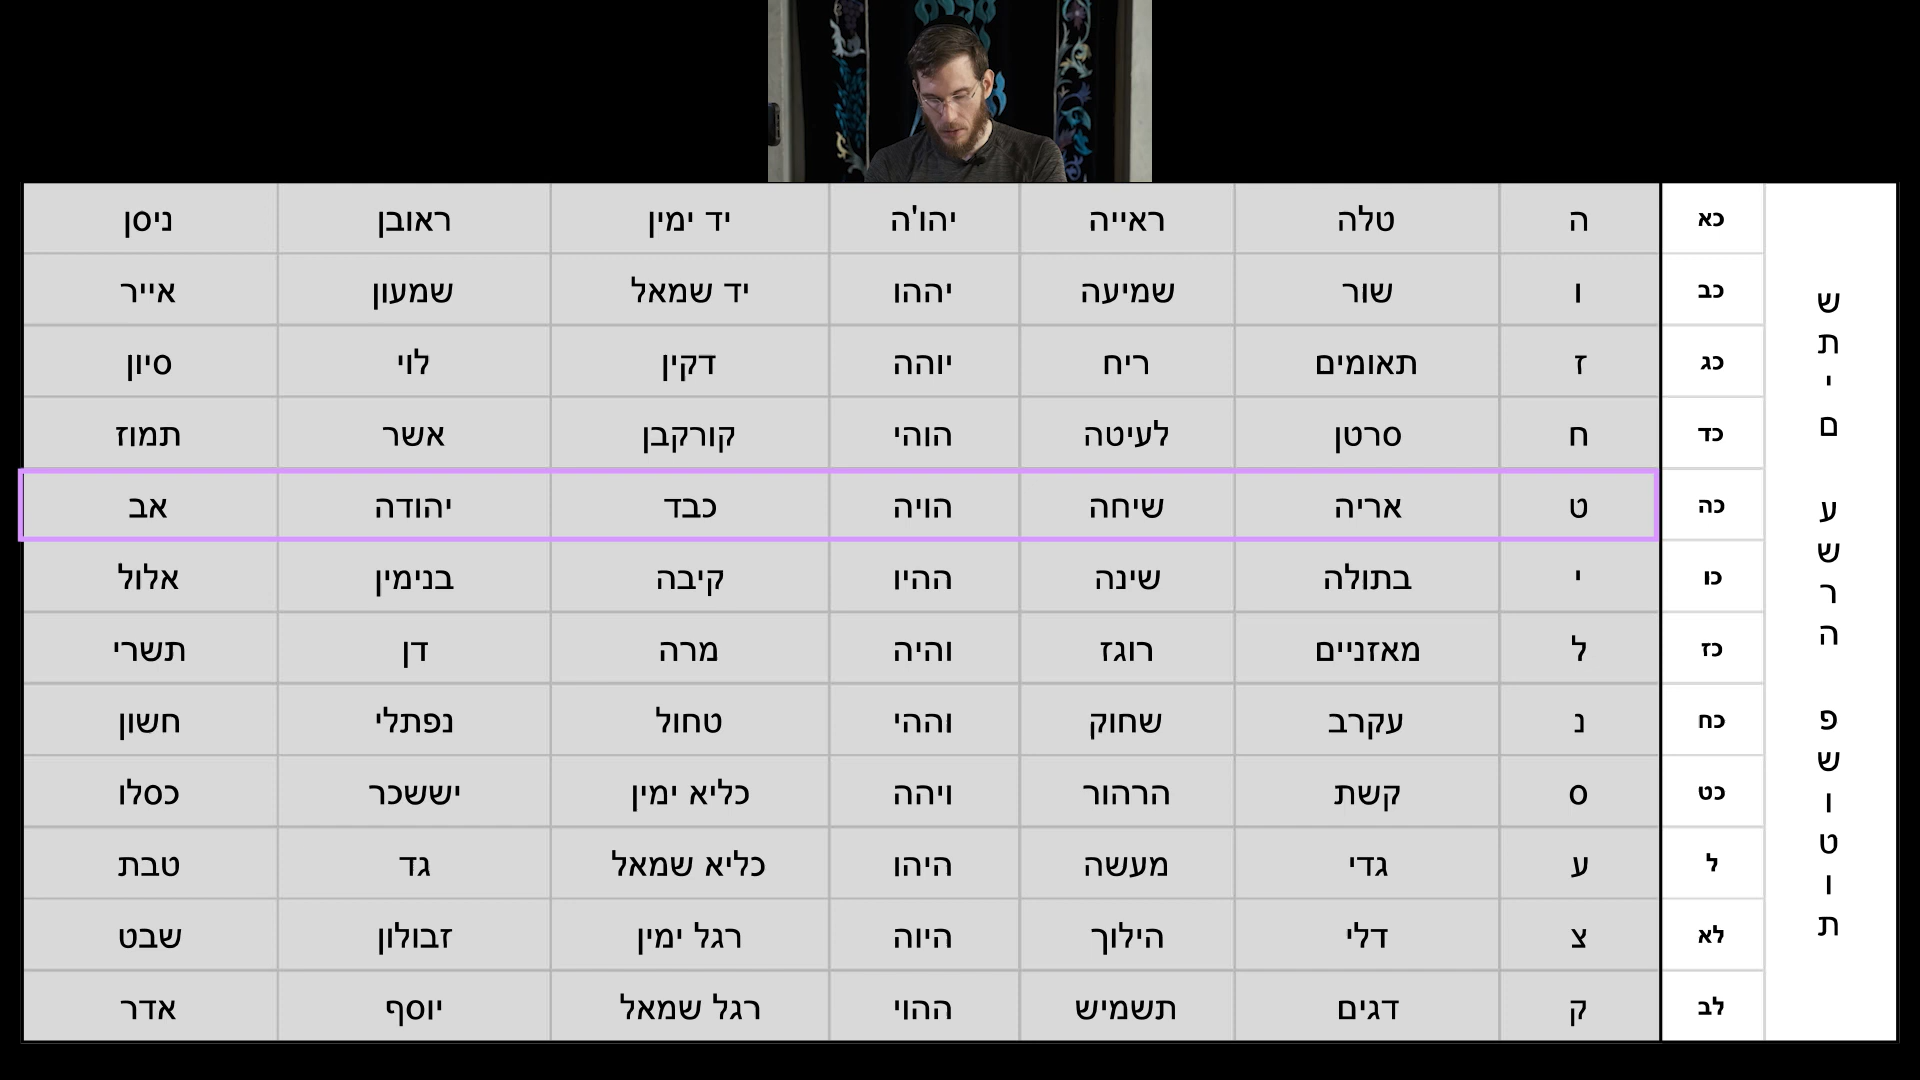 שתים עשרה פשוטות
כא ה טלה ראייה יהו'ה יד ימין ראובן ניסן
כב ו שור שמיעה יההו יד שמאל שמעון אייר
כג ז תאומים ריח יוהה דקין לוי סיון
כד ח סרטן לעיטה הוהי קורקבן אשר תמוז
כה ט אריה שיחה הויה כבד יהודה אב
כו י בתולה שינה ההיו קיבה בנימין אלול
כז ל מאזניים רוגז והיה מרה דן תשרי
כח נ עקרב שחוק וההי טחול נפתלי חשון
כט ס קשת הרהור ויהה כליא ימין יששכר כסלו
ל ע גדי מעשה היהו כליא שמאל גד טבת
לא צ דלי הילוך היוה רגל ימין זבולון שבט
לב ק דגים תשמיש ההוי רגל שמאל יוסף אדר